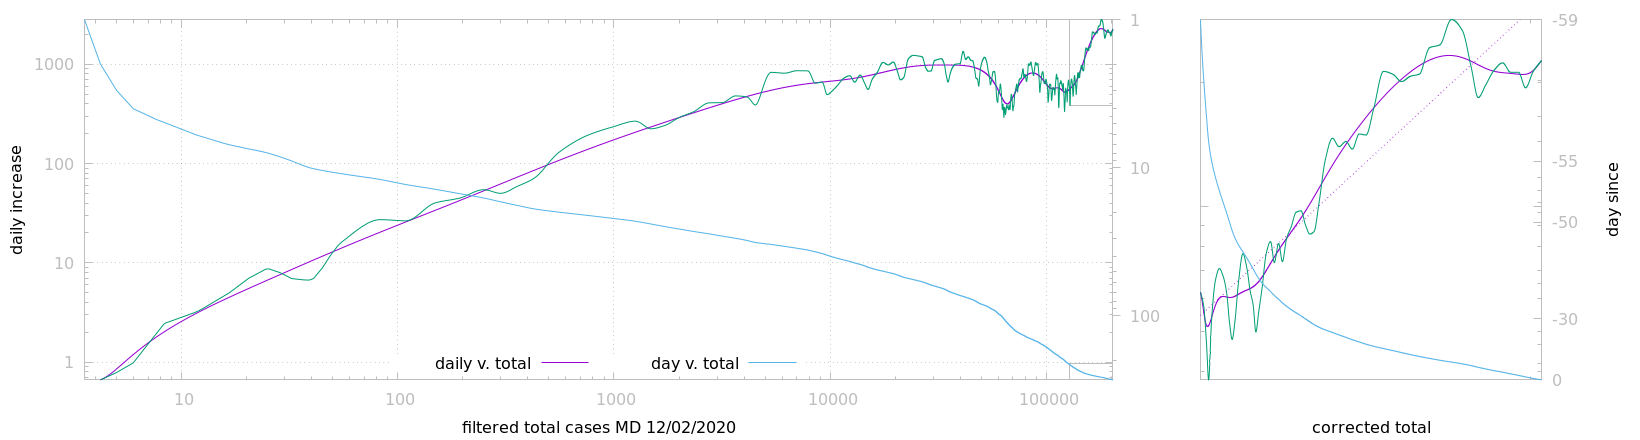 daily increase
1000
100
10
1
10
100
1000
10000
100000
filtered total cases MD 12/02/2020
daily v. total
day v. total
1
10
100
-59
-55
-50
-30
0
day since
corrected total